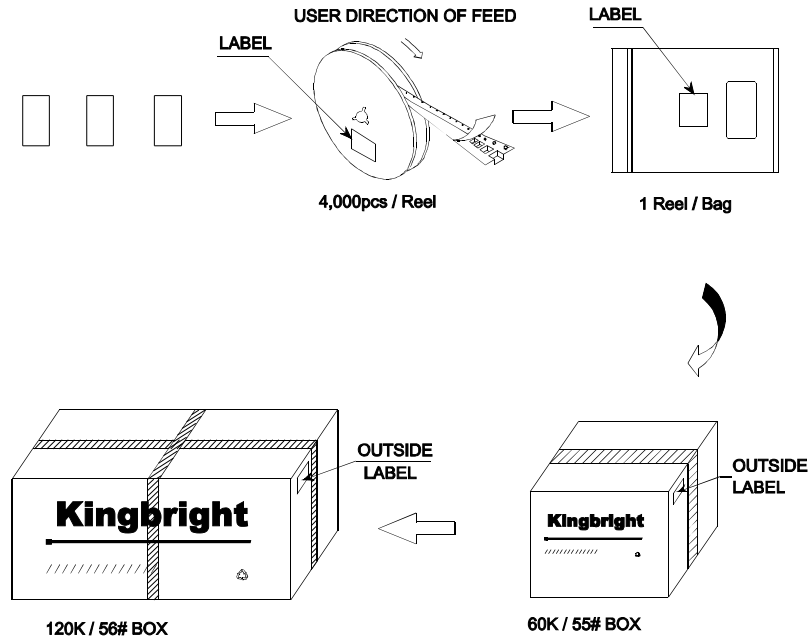 USER DIRECTION OF FEED
LABEL
LABEL
4,000pcs / Reel
1 Reel / Bag
OUTSIDE
LABEL
OUTSIDE
LABEL
Kingbright
Kingbright
120K / 56# BOX
60K / 55# BOX